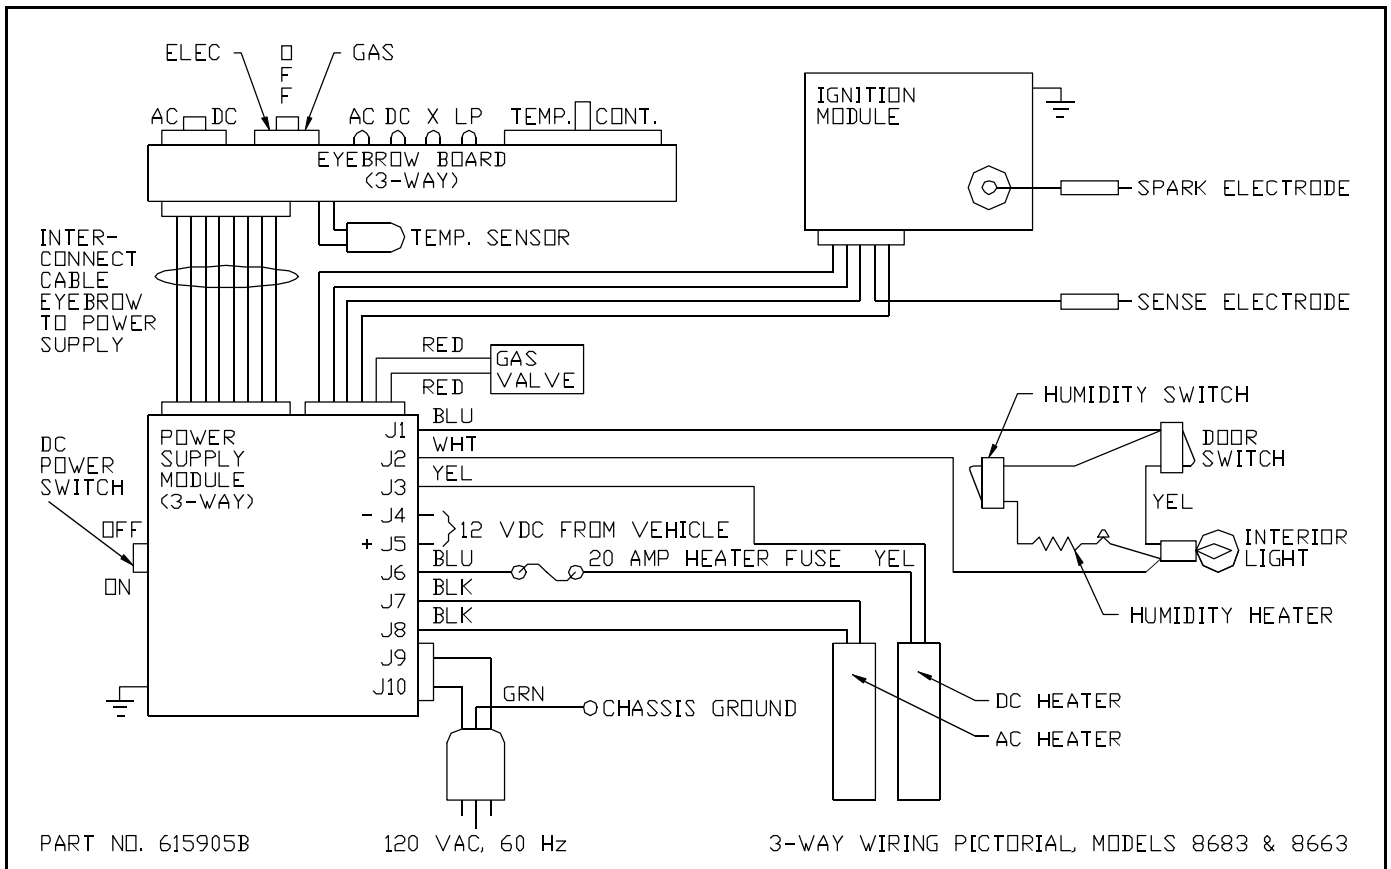 ELEC
OFF
GAS
AC
DC
AC DC X LP
TEMP. CONT.
EYEBROW BOARD
(3-WAY)
IGNITION
MODULE
SPARK ELECTRODE
TEMP. SENSOR
INTER-
CONNECT
CABLE
EYEBROW
TO POWER
SUPPLY
SENSE ELECTRODE
RED
GAS
VALVE
RED
HUMIDITY SWITCH
DOOR
SWITCH
YEL
INTERIOR
LIGHT
HUMIDITY HEATER
DC
POWER
SWITCH
OFF
ON
POWER
SUPPLY
MODULE
(3-WAY)
J1 BLU
J2 WHT
J3 YEL
- J4
+ J5
12 VDC FROM VEHICLE
J6 BLU
20 AMP HEATER FUSE YEL
J7 BLK
J8 BLK
J9
J10
GRN
CHASSIS GROUND
DC HEATER
AC HEATER
PART NO. 615905B
120 VAC, 60 Hz
3-WAY WIRING PICTORIAL, MODELS 8683 & 8663